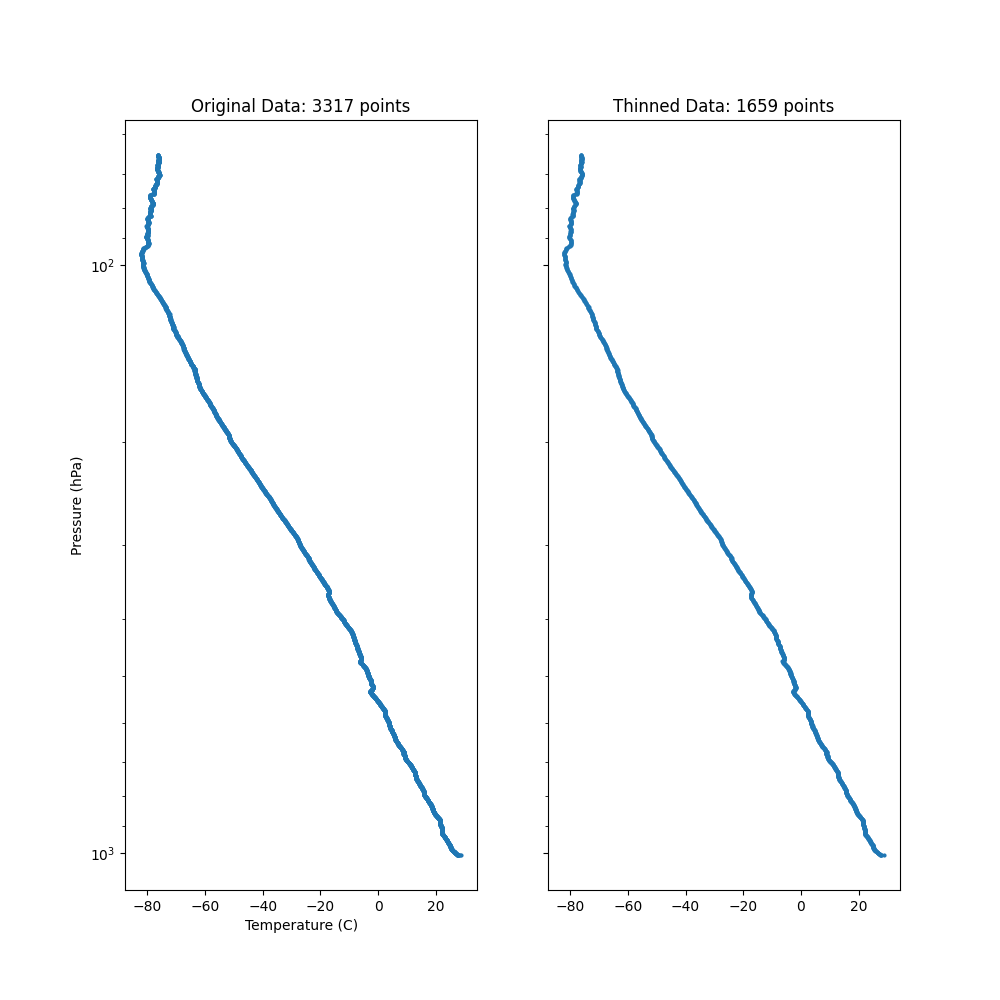 Original Data: 3317 points
Thinned Data: 1659 points
10²
10³
Pressure (hPa)
−80 −60 −40 −20 0 20
Temperature (C)
−80 −60 −40 −20 0 20